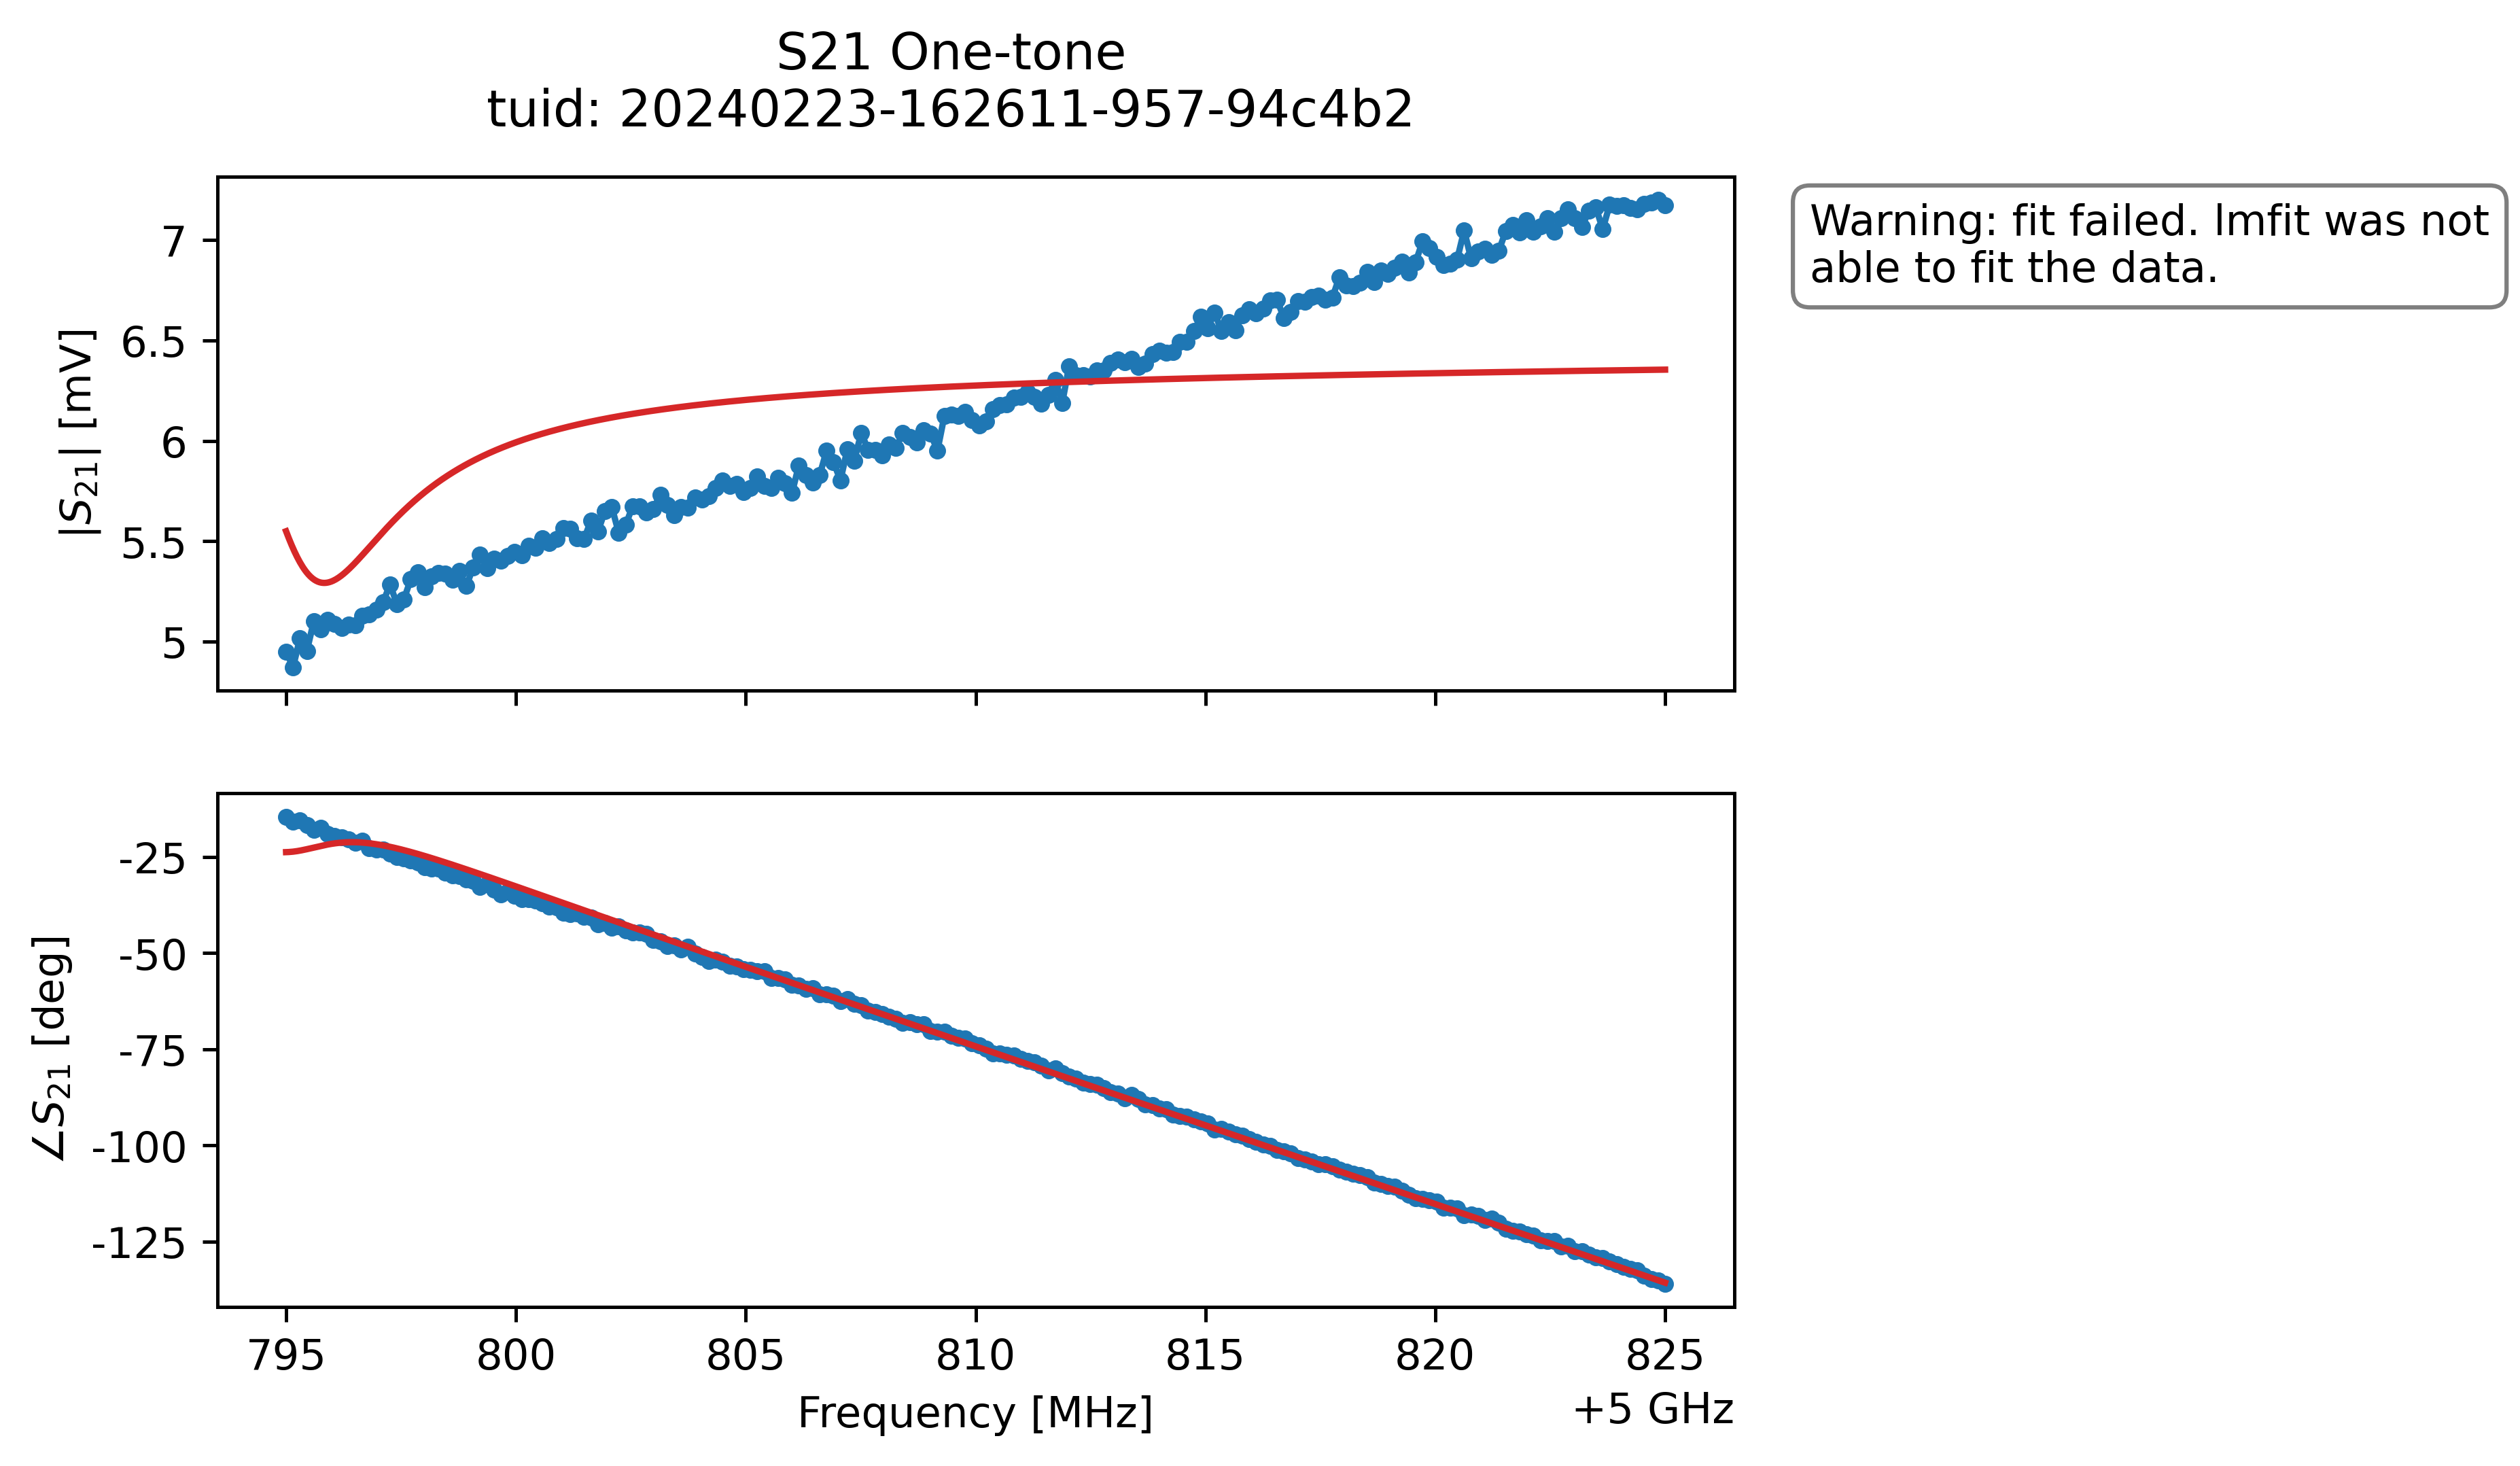 S21 One-tone
tuid: 20240223-162611-957-94c4b2
|S21| [mV]
7
6.5
6
5.5
5
Warning: fit failed. lmfit was not
able to fit the data.
∠S21 [deg]
-25
-50
-75
-100
-125
795 800 805 810 815 820 825
Frequency [MHz]
+5 GHz